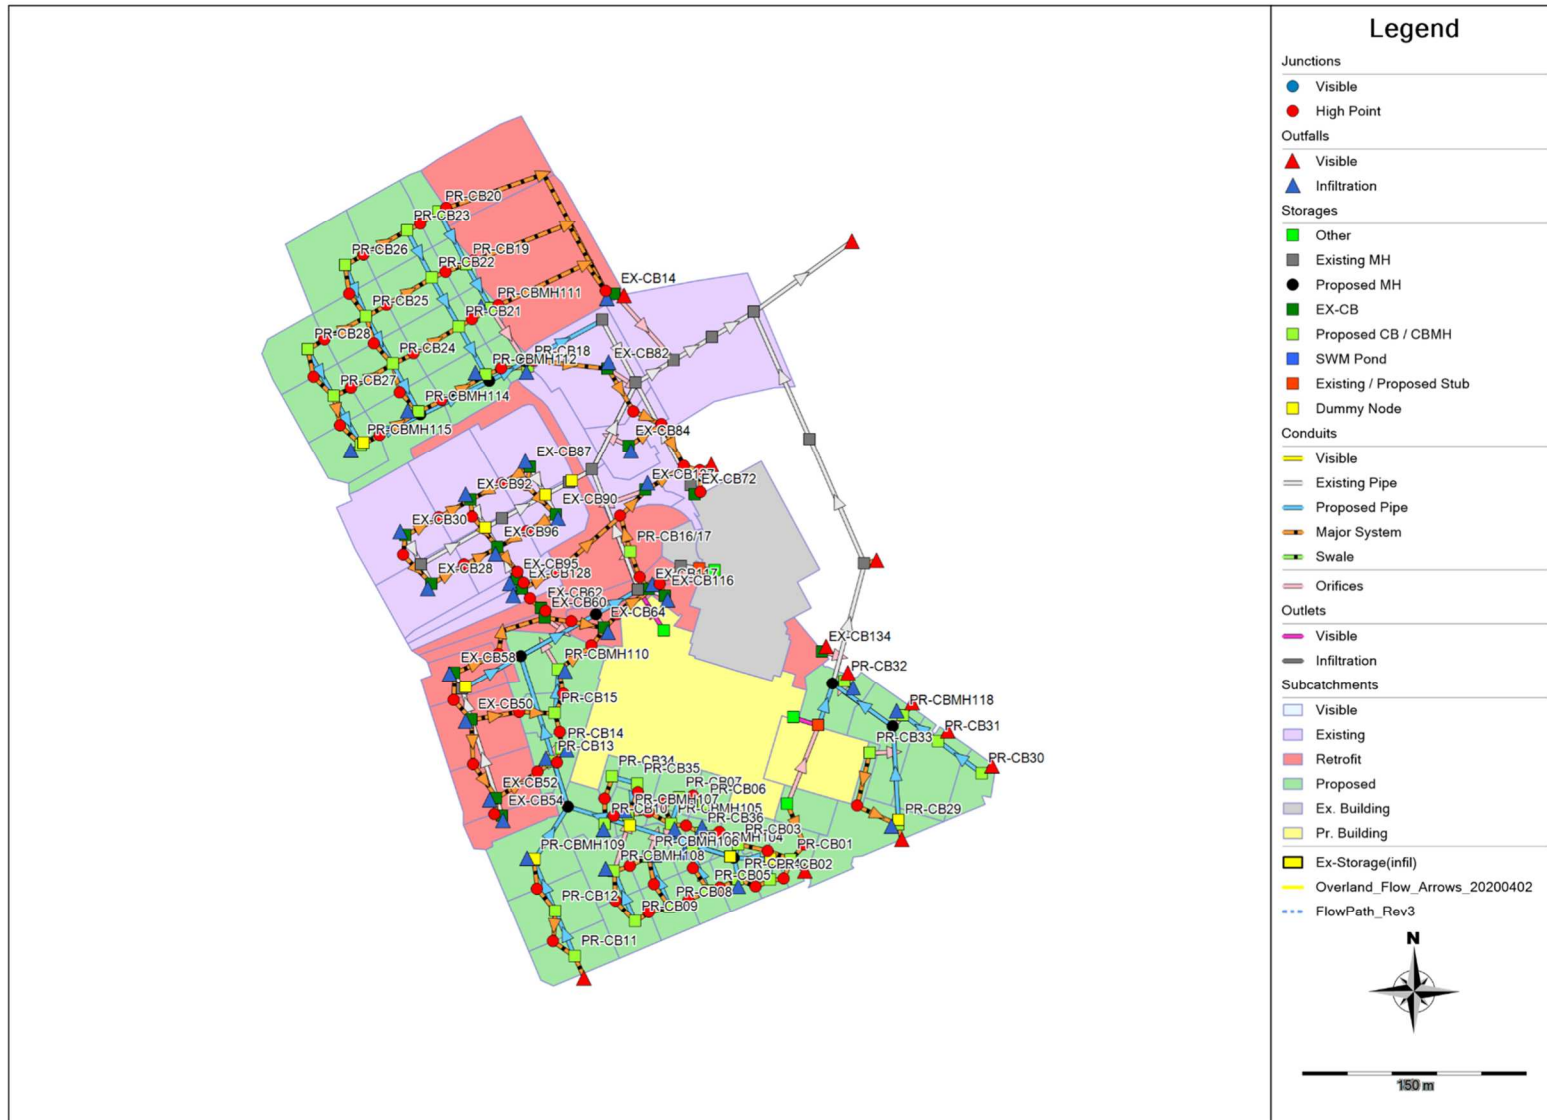 PR-CB20
PR-CB23
PR-CB26
PR-CB19
PR-CB22
EX-CB14
PR-CBMH111
PR-CB25
PR-CB21
PR-CB28
PR-CB24
PR-CB18
EX-CB82
PR-CBMH112
PR-CB27
PR-CBMH114
PR-CBMH115
EX-CB84
EX-CB87
EX-CB72
EX-CB92
EX-CB90
EX-CB30
EX-CB96
PR-CB16/17
EX-CB95
EX-CB28
EX-CB128
EX-CB117
EX-CB116
EX-CB62
EX-CB60
EX-CB64
EX-CB134
PR-CBMH110
EX-CB58
PR-CB32
PR-CB15
PR-CBMH118
EX-CB50
PR-CB31
PR-CB14
PR-CB33
PR-CB13
PR-CB30
PR-CB34
PR-CB35
EX-CB52
PR-CB07
PR-CB06
EX-CB54
PR-CBMH107
PR-CB10
PR-CBMH105
PR-CB29
PR-CB36
PR-CB03
PR-CBMH104
PR-CBMH109
PR-CBMH106
PR-CB01
PR-CBMH108
PR-CB02
PR-CB05
PR-CB12
PR-CB08
PR-CB09
PR-CB11
Legend
Junctions
Visible
High Point
Outfalls
Visible
Infiltration
Storages
Other
Existing MH
Proposed MH
EX-CB
Proposed CB / CBMH
SWM Pond
Existing / Proposed Stub
Dummy Node
Conduits
Visible
Existing Pipe
Proposed Pipe
Major System
Swale
Orifices
Outlets
Visible
Infiltration
Subcatchments
Visible
Existing
Retrofit
Proposed
Ex. Building
Pr. Building
Ex-Storage(infil)
Overland_Flow_Arrows_20200402
FlowPath_Rev3
N
150 m